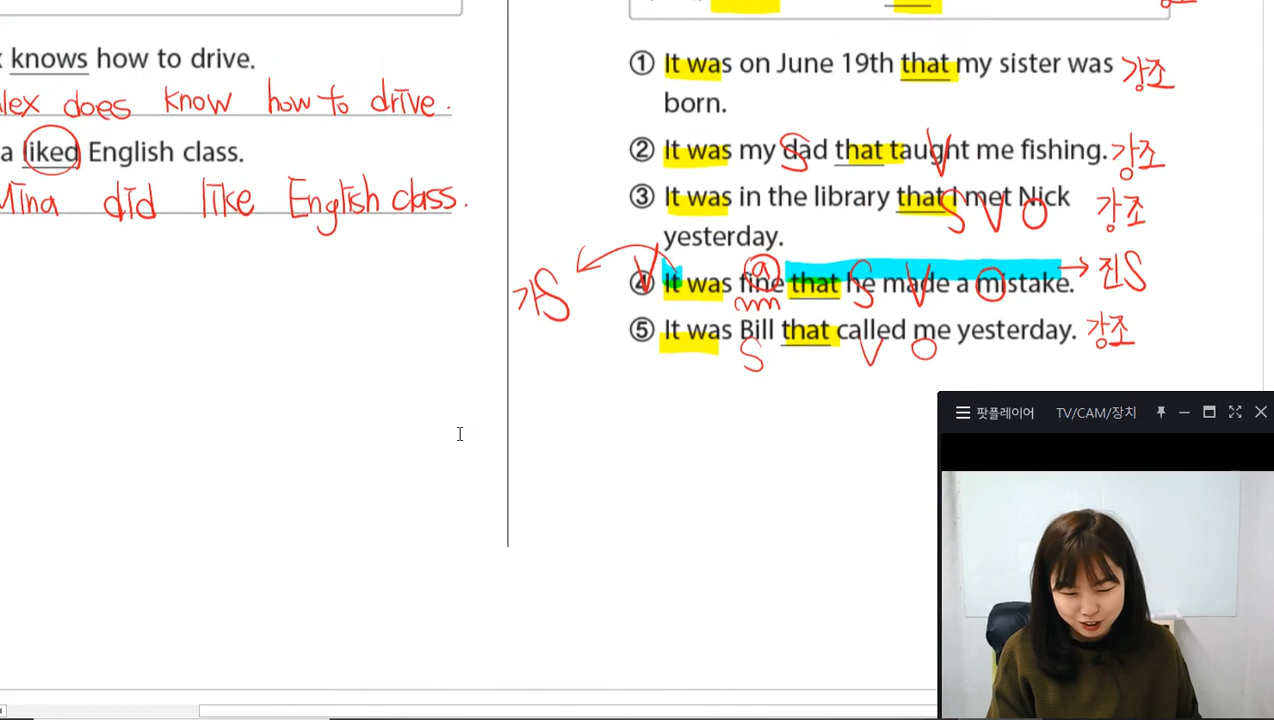 knows how to drive.
lex does know how to drive.
a liked English class.
Mina did like English class.
강조
① It was on June 19th that my sister was
born.
강조
② It was my dad that taught me fishing.
S V 강조
③ It was in the library that I met Nick
yesterday.
S V O 강조
가S V ⓐ S V → 진S
④ It was fine that he made a mistake.
⑤ It was Bill that called me yesterday. 강조
S V O
팟플레이어 TV/CAM/장치